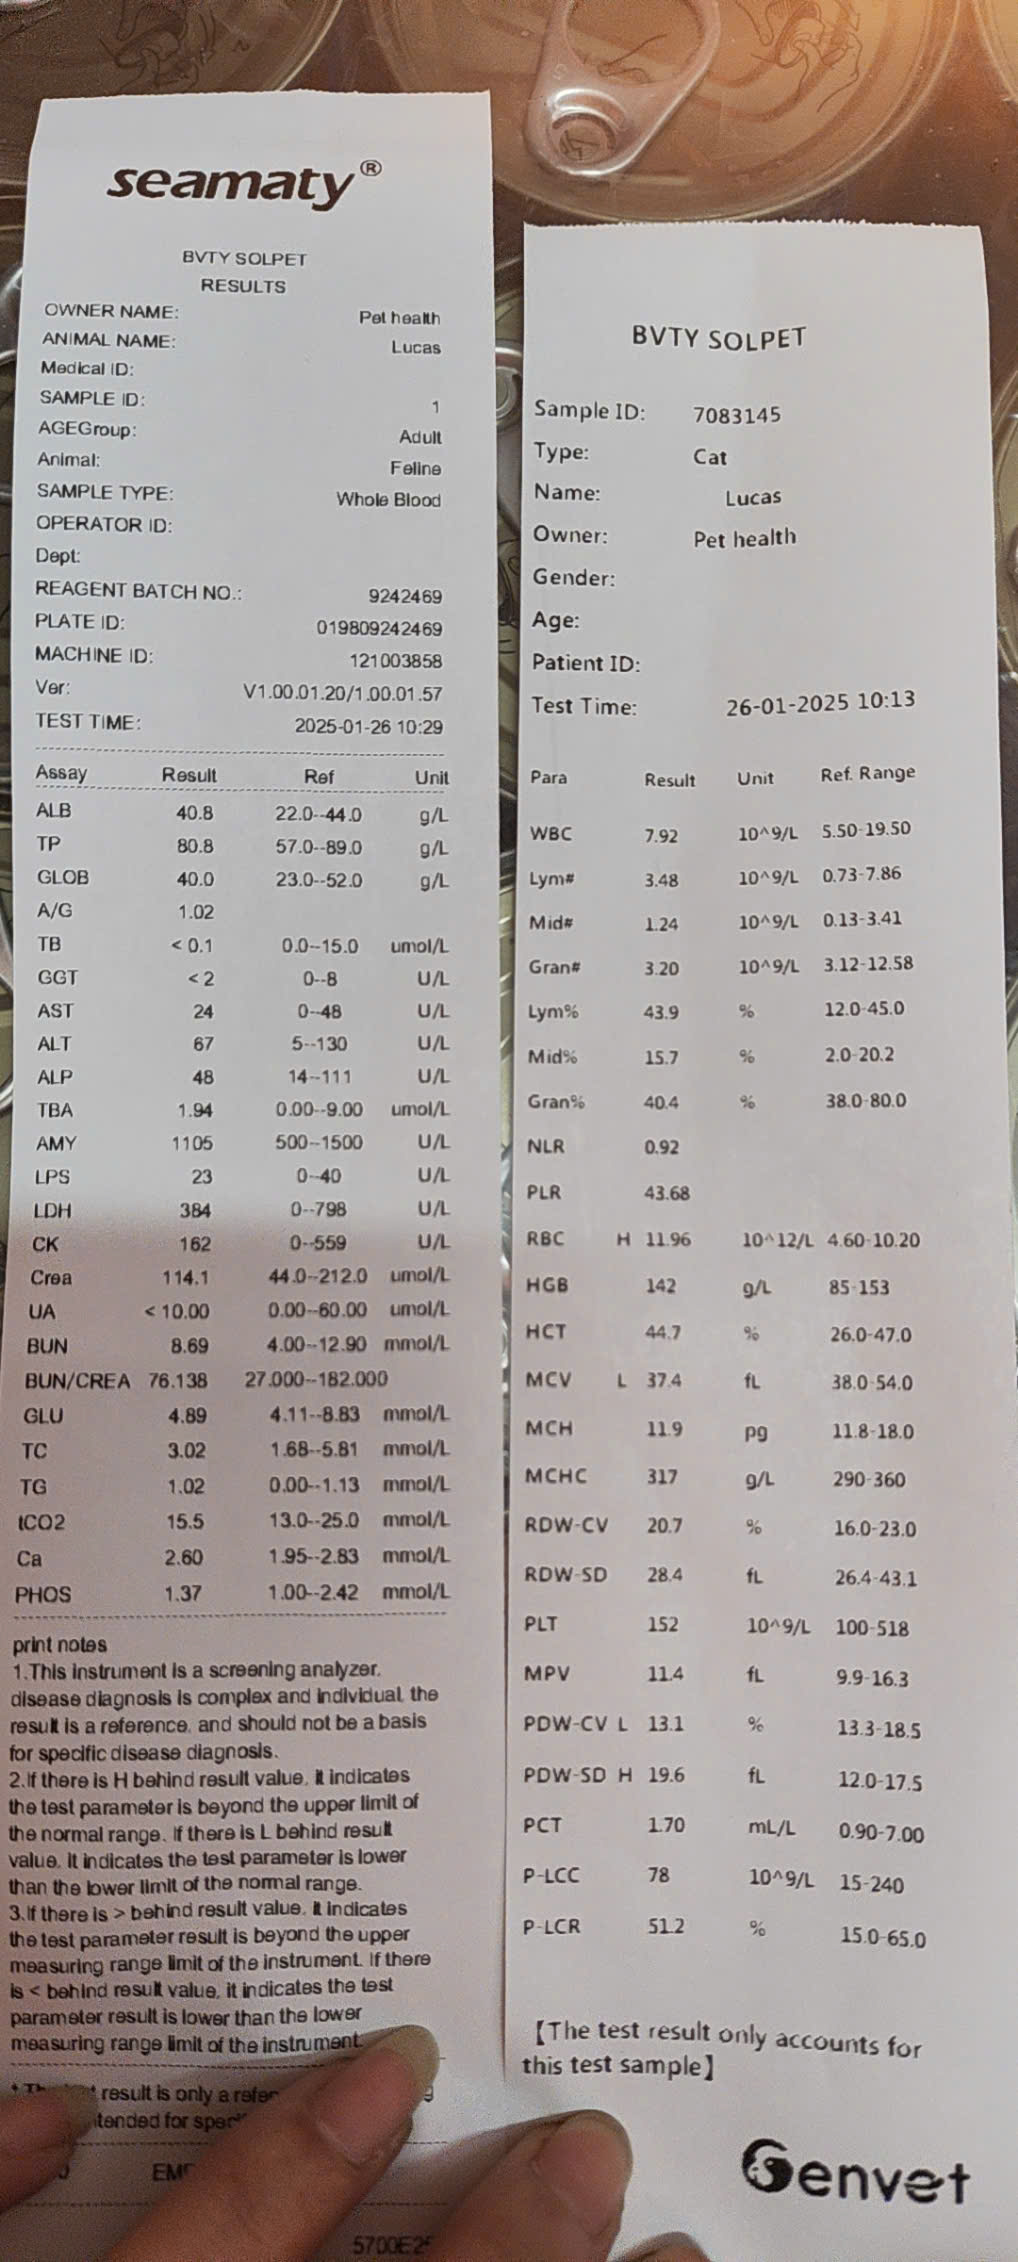 seamaty®
BVTY SOLPET
RESULTS
OWNER NAME: Pet health
ANIMAL NAME: Lucas
Medical ID:
SAMPLE ID: 1
AGEGroup: Adult
Animal: Feline
SAMPLE TYPE: Whole Blood
OPERATOR ID:
Dept:
REAGENT BATCH NO.: 9242469
PLATE ID: 019809242469
MACHINE ID: 121003858
Ver: V1.00.01.20/1.00.01.57
TEST TIME: 2025-01-26 10:29
Assay Result Ref Unit
ALB 40.8 22.0--44.0 g/L
TP 80.8 57.0--89.0 g/L
GLOB 40.0 23.0--52.0 g/L
A/G 1.02
TB < 0.1 0.0--15.0 umol/L
GGT < 2 0--8 U/L
AST 24 0--48 U/L
ALT 67 5--130 U/L
ALP 48 14--111 U/L
TBA 1.94 0.00--9.00 umol/L
AMY 1105 500--1500 U/L
LPS 23 0--40 U/L
LDH 384 0--798 U/L
CK 162 0--559 U/L
Crea 114.1 44.0--212.0 umol/L
UA < 10.00 0.00--60.00 umol/L
BUN 8.69 4.00--12.90 mmol/L
BUN/CREA 76.138 27.000--182.000
GLU 4.89 4.11--8.83 mmol/L
TC 3.02 1.68--5.81 mmol/L
TG 1.02 0.00--1.13 mmol/L
tCO2 15.5 13.0--25.0 mmol/L
Ca 2.60 1.95--2.83 mmol/L
PHOS 1.37 1.00--2.42 mmol/L
print notes
1.This instrument is a screening analyzer,
disease diagnosis is complex and individual, the
result is a reference, and should not be a basis
for specific disease diagnosis.
2.If there is H behind result value, it indicates
the test parameter is beyond the upper limit of
the normal range. If there is L behind result
value, it indicates the test parameter is lower
than the lower limit of the normal range.
3.If there is > behind result value, it indicates
the test parameter result is beyond the upper
measuring range limit of the instrument. If there
is < behind result value, it indicates the test
parameter result is lower than the lower
measuring range limit of the instrument.
result is only a
for
5700E25
BVTY SOLPET
Sample ID: 7083145
Type: Cat
Name: Lucas
Owner: Pet health
Gender:
Age:
Patient ID:
Test Time: 26-01-2025 10:13
Para Result Unit Ref. Range
WBC 7.92 10^9/L 5.50-19.50
Lym# 3.48 10^9/L 0.73-7.86
Mid# 1.24 10^9/L 0.13-3.41
Gran# 3.20 10^9/L 3.12-12.58
Lym% 43.9 % 12.0-45.0
Mid% 15.7 % 2.0-20.2
Gran% 40.4 % 38.0-80.0
NLR 0.92
PLR 43.68
RBC H 11.96 10^12/L 4.60-10.20
HGB 142 g/L 85-153
HCT 44.7 % 26.0-47.0
MCV L 37.4 fL 38.0-54.0
MCH 11.9 pg 11.8-18.0
MCHC 317 g/L 290-360
RDW-CV 20.7 % 16.0-23.0
RDW-SD 28.4 fL 26.4-43.1
PLT 152 10^9/L 100-518
MPV 11.4 fL 9.9-16.3
PDW-CV L 13.1 % 13.3-18.5
PDW-SD H 19.6 fL 12.0-17.5
PCT 1.70 mL/L 0.90-7.00
P-LCC 78 10^9/L 15-240
P-LCR 51.2 % 15.0-65.0
【The test result only accounts for
this test sample】
Genvet